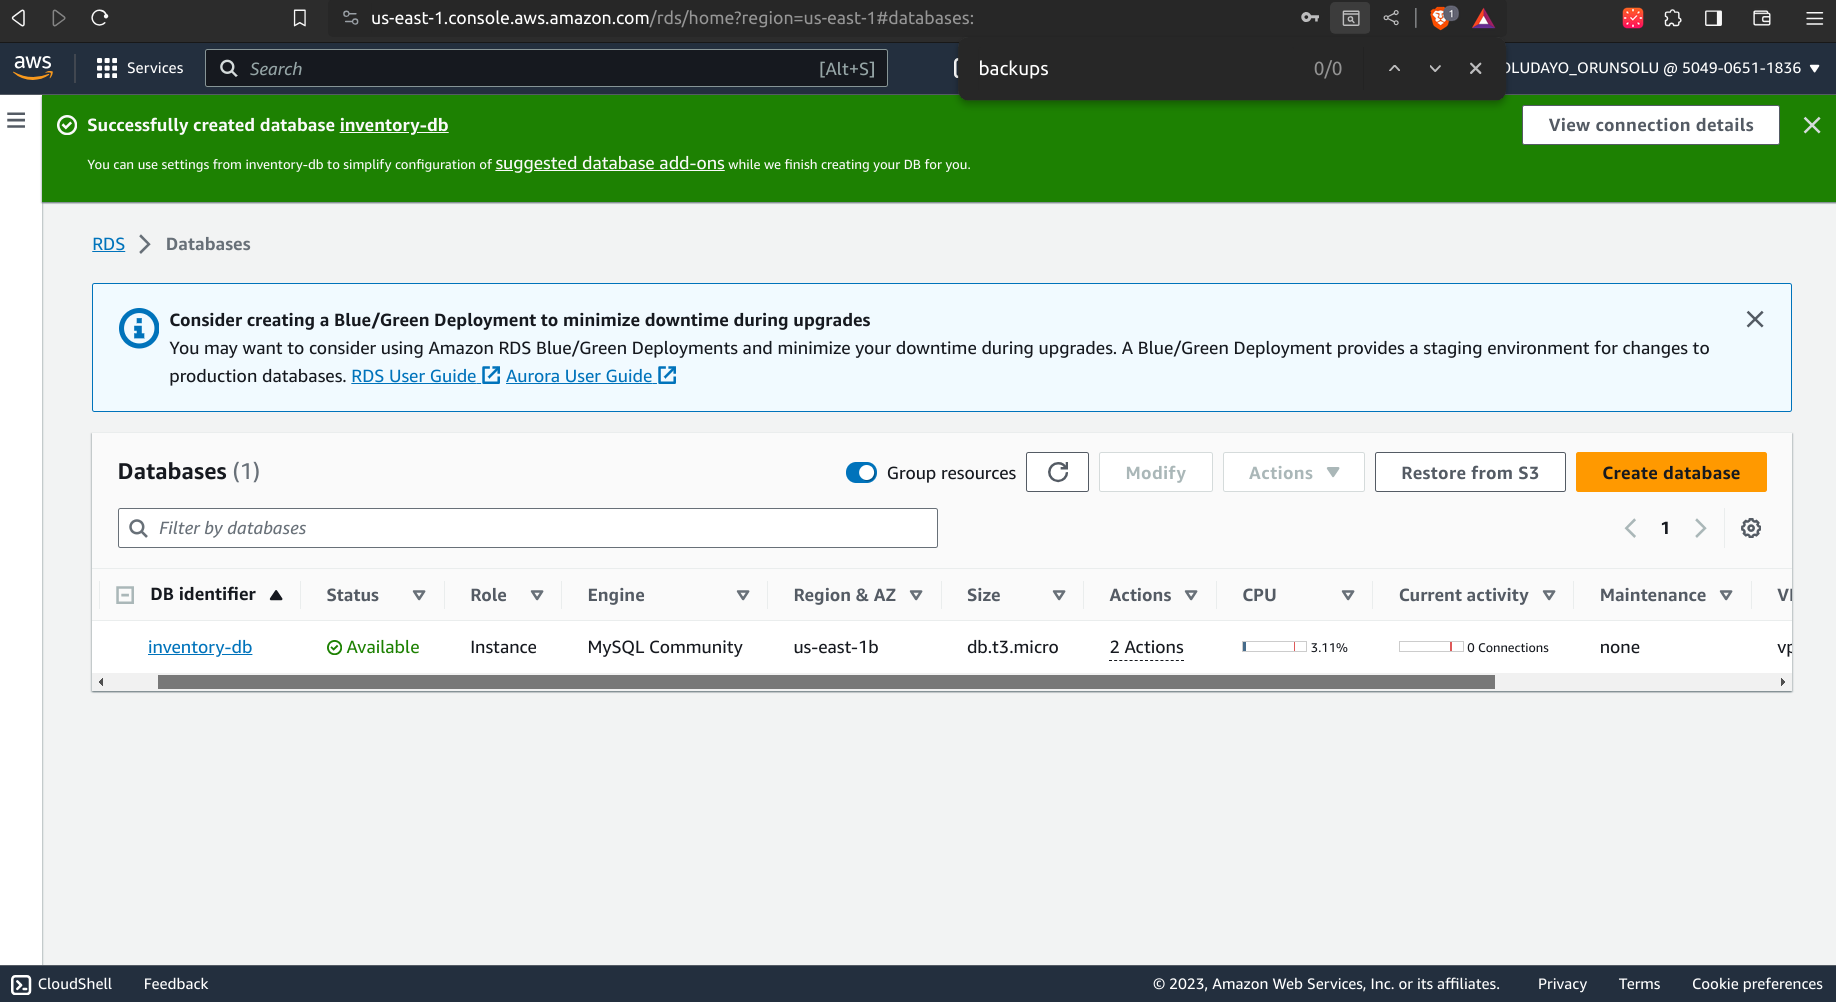 us-east-1.console.aws.amazon.com/rds/home?region=us-east-1#databases:
1
aws
Services
Search
[Alt+S]
backups
0/0
OLUDAYO_ORUNSOLU @ 5049-0651-1836
Successfully created database inventory-db
View connection details
You can use settings from inventory-db to simplify configuration of suggested database add-ons while we finish creating your DB for you.
RDS
Databases
Consider creating a Blue/Green Deployment to minimize downtime during upgrades
You may want to consider using Amazon RDS Blue/Green Deployments and minimize your downtime during upgrades. A Blue/Green Deployment provides a staging environment for changes to
production databases. RDS User Guide Aurora User Guide
Databases (1)
Group resources
Modify
Actions
Restore from S3
Create database
Filter by databases
1
DB identifier Status Role Engine Region & AZ Size Actions CPU Current activity Maintenance
inventory-db Available Instance MySQL Community us-east-1b db.t3.micro 2 Actions 3.11% 0 Connections none
CloudShell
Feedback
© 2023, Amazon Web Services, Inc. or its affiliates.
Privacy
Terms
Cookie preferences